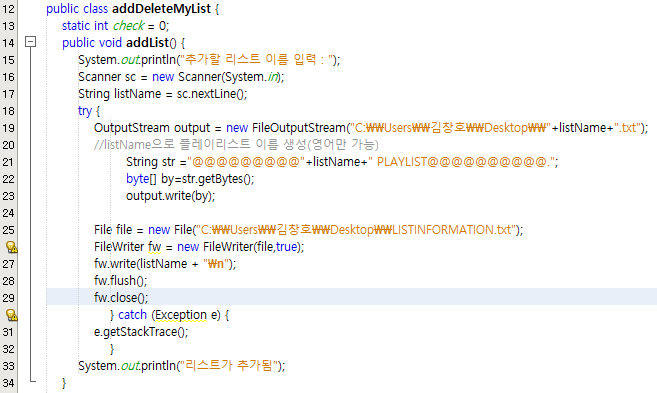 12 public class addDeleteMyList {
13 static int check = 0;
14 public void addList() {
15 System.out.println("추가할 리스트 이름 입력 : ");
16 Scanner sc = new Scanner(System.in);
17 String listName = sc.nextLine();
18 try {
19 OutputStream output = new FileOutputStream("C:₩₩Users₩₩김창호₩₩Desktop₩₩"+listName+".txt");
20 //listName으로 플레이리스트 이름 생성(영어만 가능)
21 String str ="@@@@@@@@@"+listName+" PLAYLIST@@@@@@@@@@.";
22 byte[] by=str.getBytes();
23 output.write(by);
24
25 File file = new File("C:₩₩Users₩₩김창호₩₩Desktop₩₩LISTINFORMATION.txt");
FileWriter fw = new FileWriter(file,true);
27 fw.write(listName + "₩n");
28 fw.flush();
29 fw.close();
} catch (Exception e) {
31 e.getStackTrace();
32 }
33 System.out.println("리스트가 추가됨");
34 }